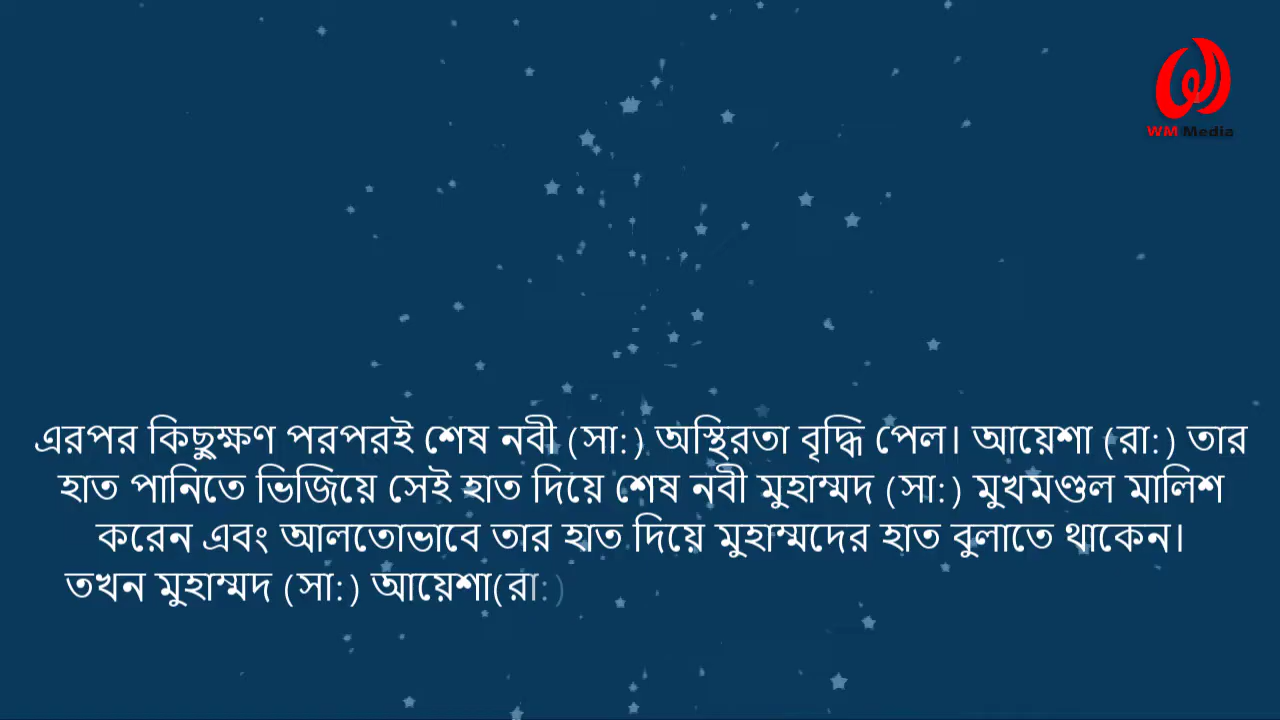 WM Media
এরপর কিছুক্ষণ পরপরই শেষ নবী (সা:) অস্থিরতা বৃদ্ধি পেল। আয়েশা (রা:) তার
হাত পানিতে ভিজিয়ে সেই হাত দিয়ে শেষ নবী মুহাম্মদ (সা:) মুখমণ্ডল মালিশ
করেন এবং আলতোভাবে তার হাত দিয়ে মুহাম্মদের হাত বুলাতে থাকেন।
তখন মুহাম্মদ (সা:) আয়েশা(রা:)